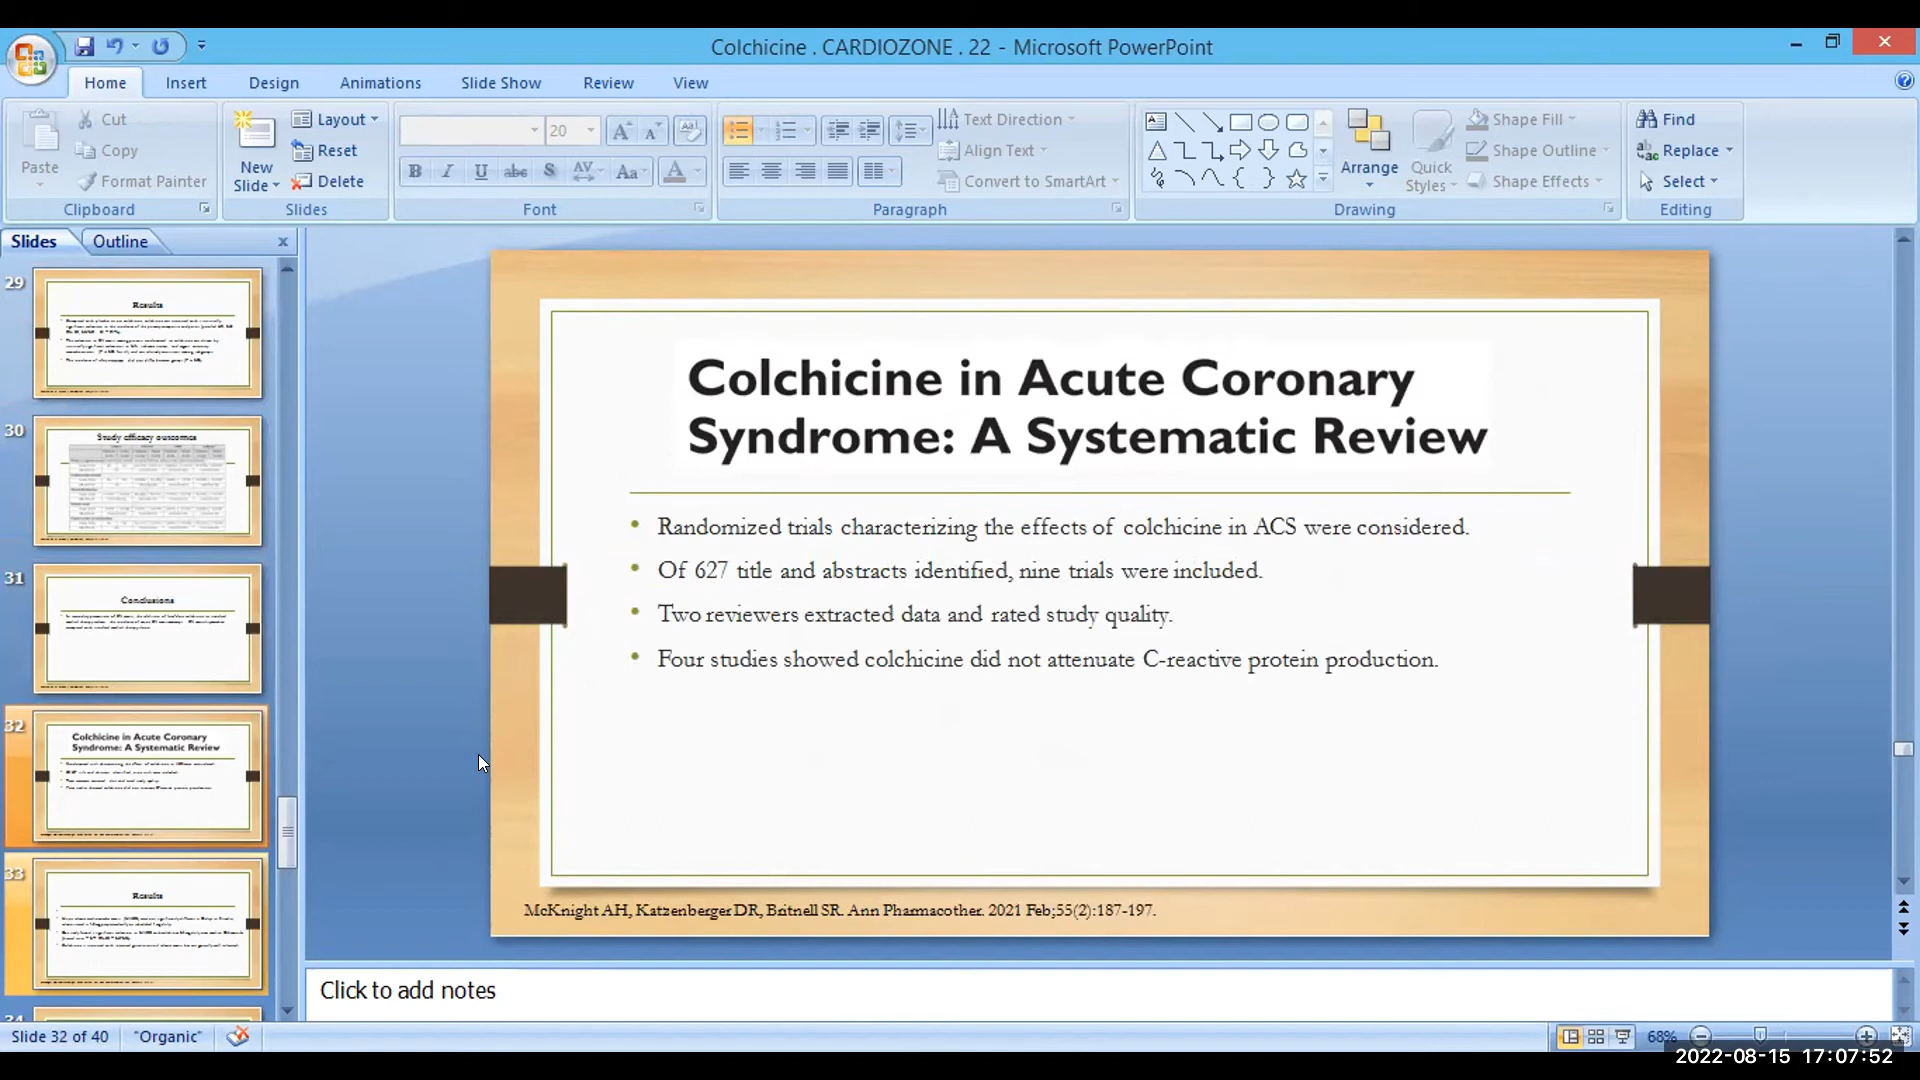 Colchicine . CARDIOZONE . 22 - Microsoft PowerPoint
Home Insert Design Animations Slide Show Review View
Cut
Copy
Format Painter
Paste
Clipboard
New Slide
Layout
Reset
Delete
Slides
20
Font
Text Direction
Align Text
Convert to SmartArt
Paragraph
Arrange
Quick Styles
Shape Fill
Shape Outline
Shape Effects
Drawing
Find
Replace
Select
Editing
Slides Outline
29
Results
30
Study efficacy outcomes
31
Conclusions
32
Colchicine in Acute Coronary
Syndrome: A Systematic Review
33
Results
34
Colchicine in Acute Coronary
Syndrome: A Systematic Review
• Randomized trials characterizing the effects of colchicine in ACS were considered.
• Of 627 title and abstracts identified, nine trials were included.
• Two reviewers extracted data and rated study quality.
• Four studies showed colchicine did not attenuate C-reactive protein production.
McKnight AH, Katzenberger DR, Britnell SR. Ann Pharmacother. 2021 Feb;55(2):187-197.
Click to add notes
Slide 32 of 40 "Organic" 68%
2022-08-15 17:07:52